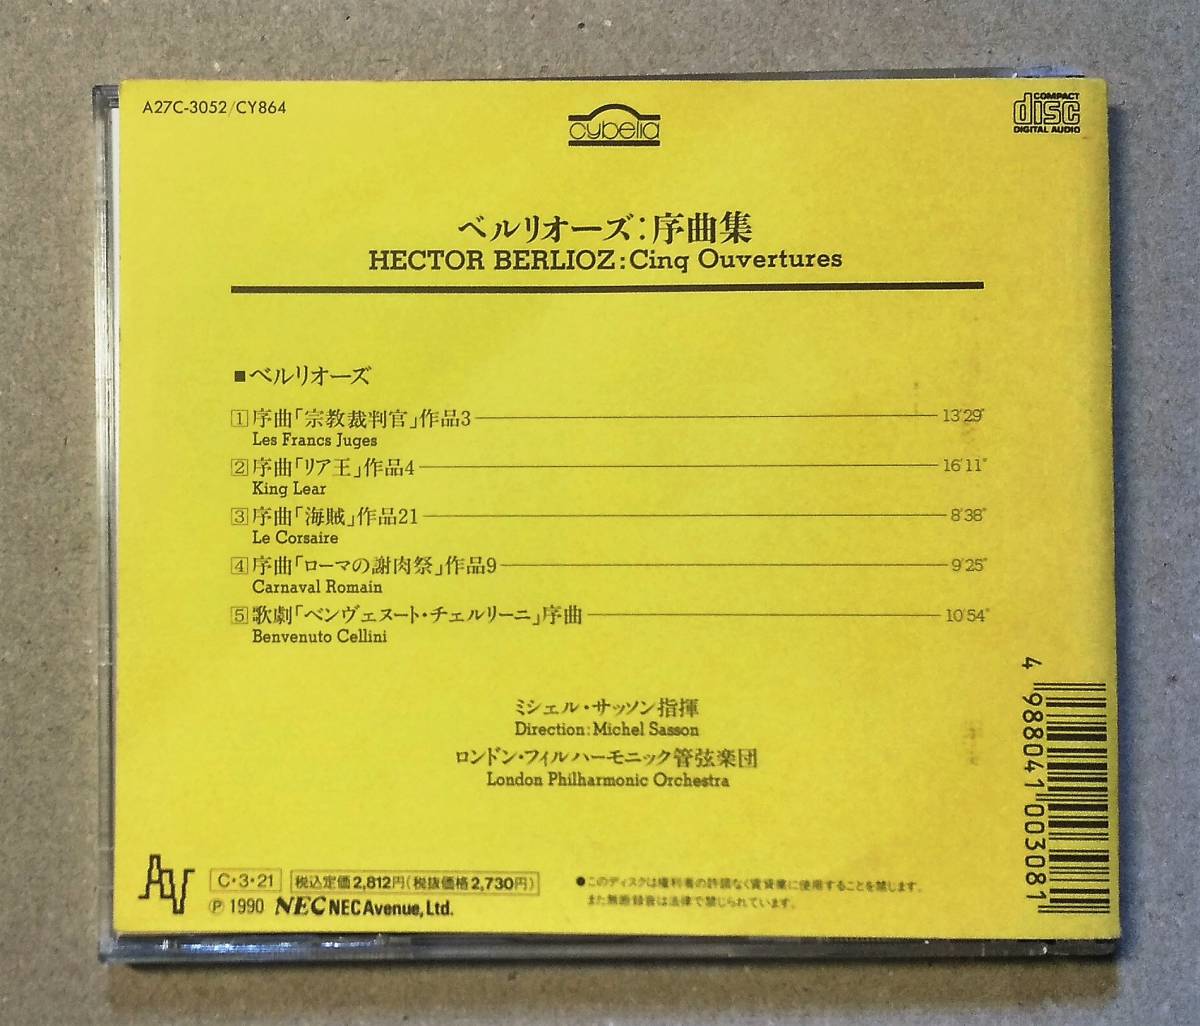 A27C-3052/CY864
cybelia
COMPACT
disc
DIGITAL AUDIO
ベルリオーズ:序曲集
HECTOR BERLIOZ:Cinq Ouvertures
■ベルリオーズ
1 序曲「宗教裁判官」作品3 13'29"
Les Francs Juges
2 序曲「リア王」作品4 16'11"
King Lear
3 序曲「海賊」作品21 8'38"
Le Corsaire
4 序曲「ローマの謝肉祭」作品9 9'25"
Carnaval Romain
5 歌劇「ベンヴェヌート・チェルリーニ」序曲 10'54"
Benvenuto Cellini
ミシェル・サッソン指揮
Direction:Michel Sasson
ロンドン・フィルハーモニック管弦楽団
London Philharmonic Orchestra
4 988041 003081
C・3・21 税込定価2,812円(税抜価格2,730円)
℗ 1990 NEC NEC Avenue, Ltd.
●このディスクは権利者の許諾なく賃貸業に使用することを禁じます。
また無断録音は法律で禁じられています。